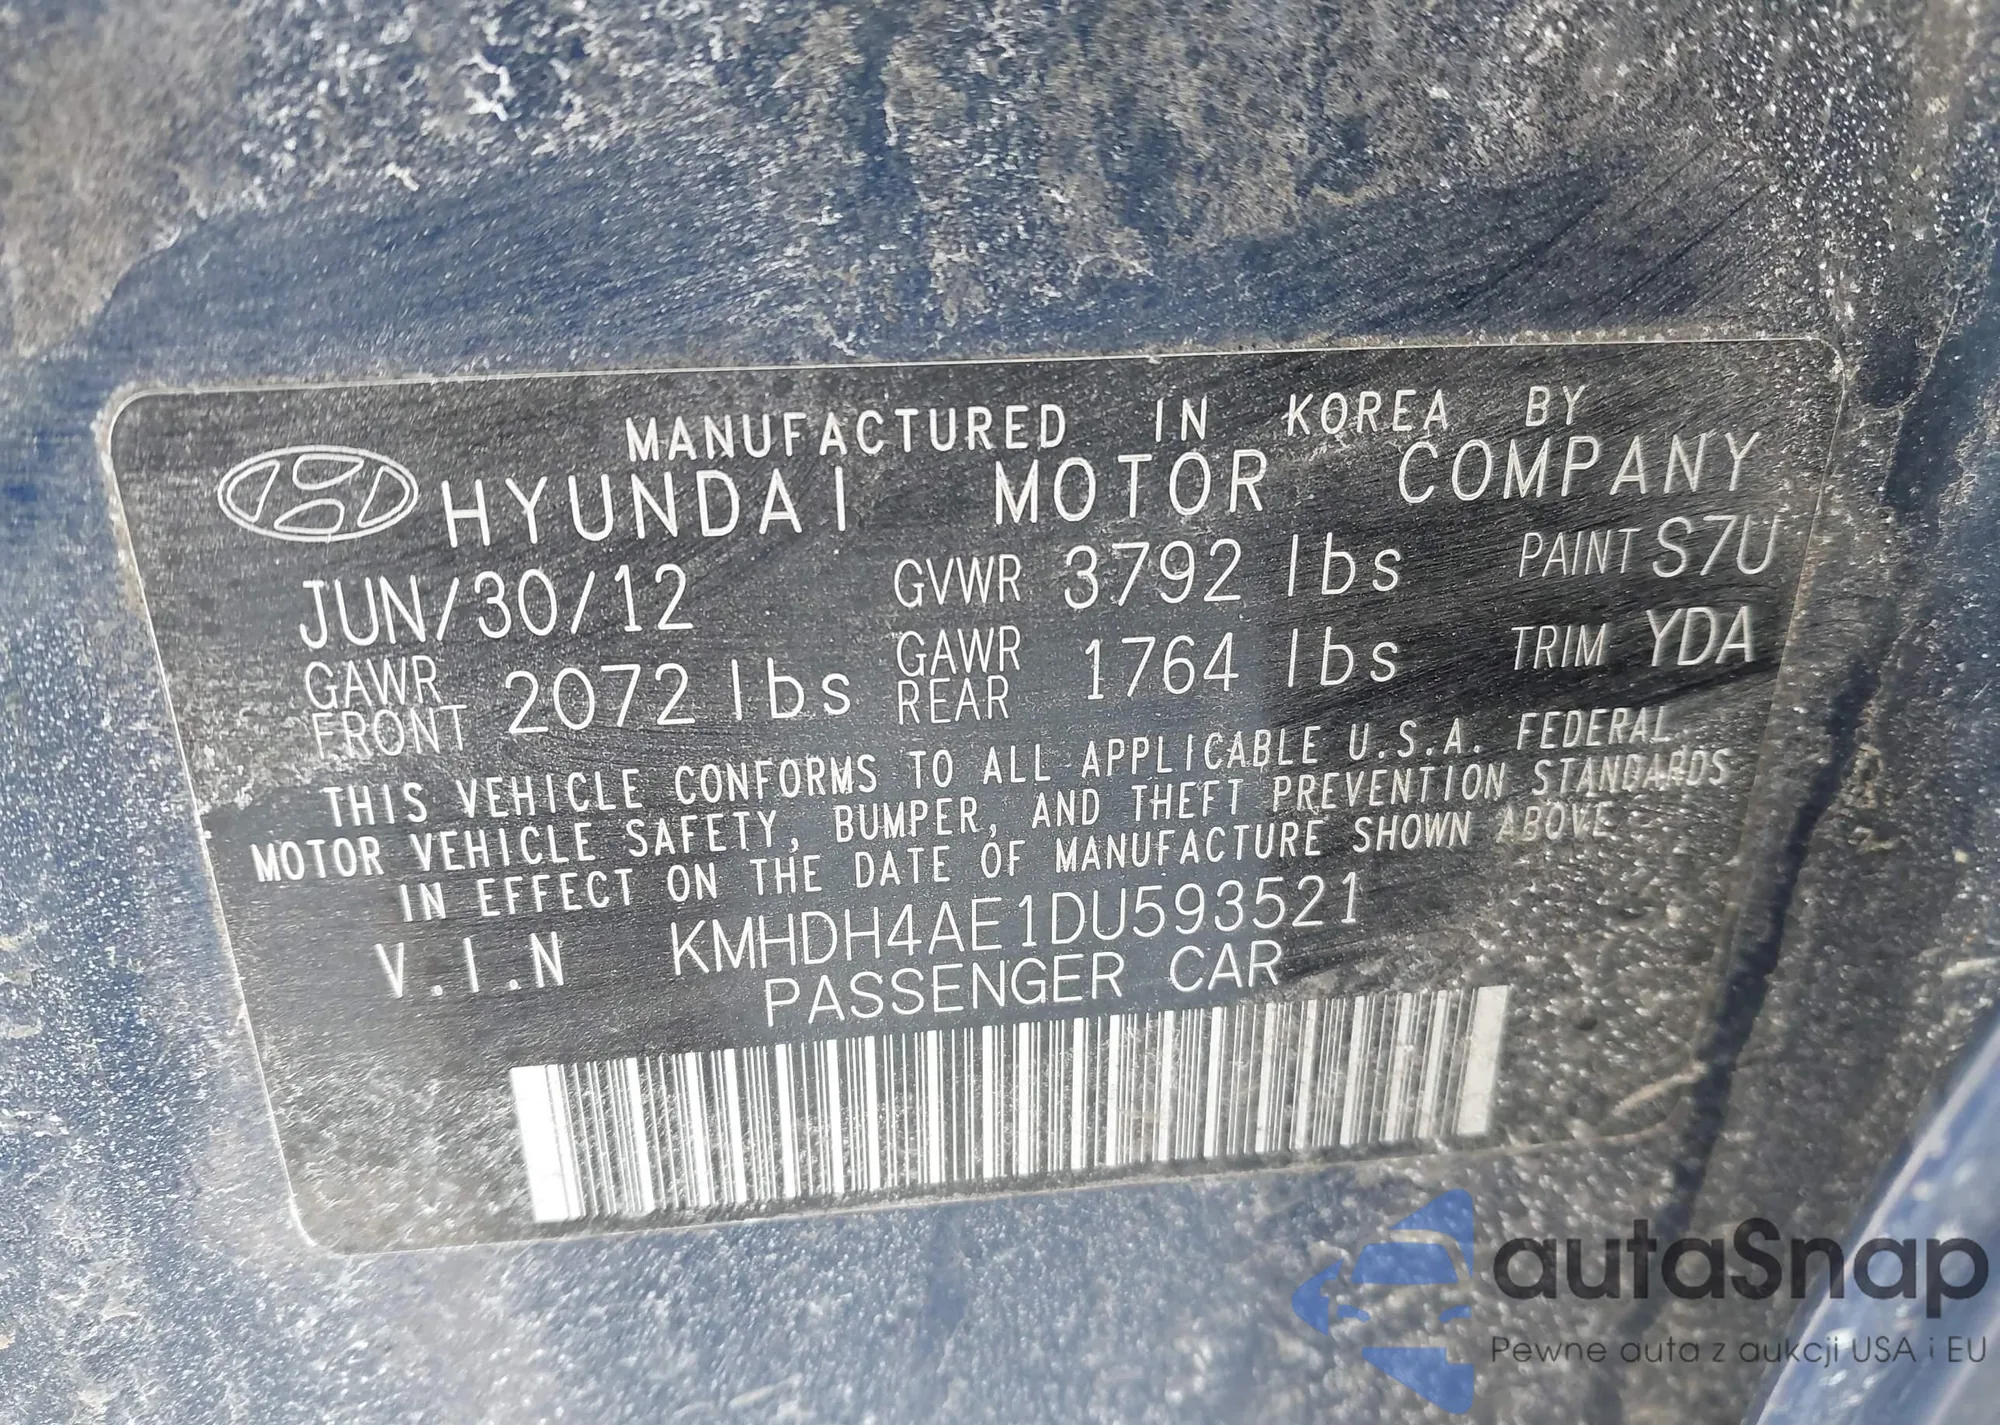 MANUFACTURED IN KOREA BY
HYUNDAI MOTOR COMPANY
JUN/30/12 GVWR 3792 lbs PAINT S7U
GAWR FRONT 2072 lbs GAWR REAR 1764 lbs TRIM YDA
THIS VEHICLE CONFORMS TO ALL APPLICABLE U.S.A. FEDERAL
MOTOR VEHICLE SAFETY, BUMPER, AND THEFT PREVENTION STANDARDS
IN EFFECT ON THE DATE OF MANUFACTURE SHOWN ABOVE.
V.I.N KMHDH4AE1DU593521
PASSENGER CAR
autaSnap
Pewne auta z aukcji USA i EU